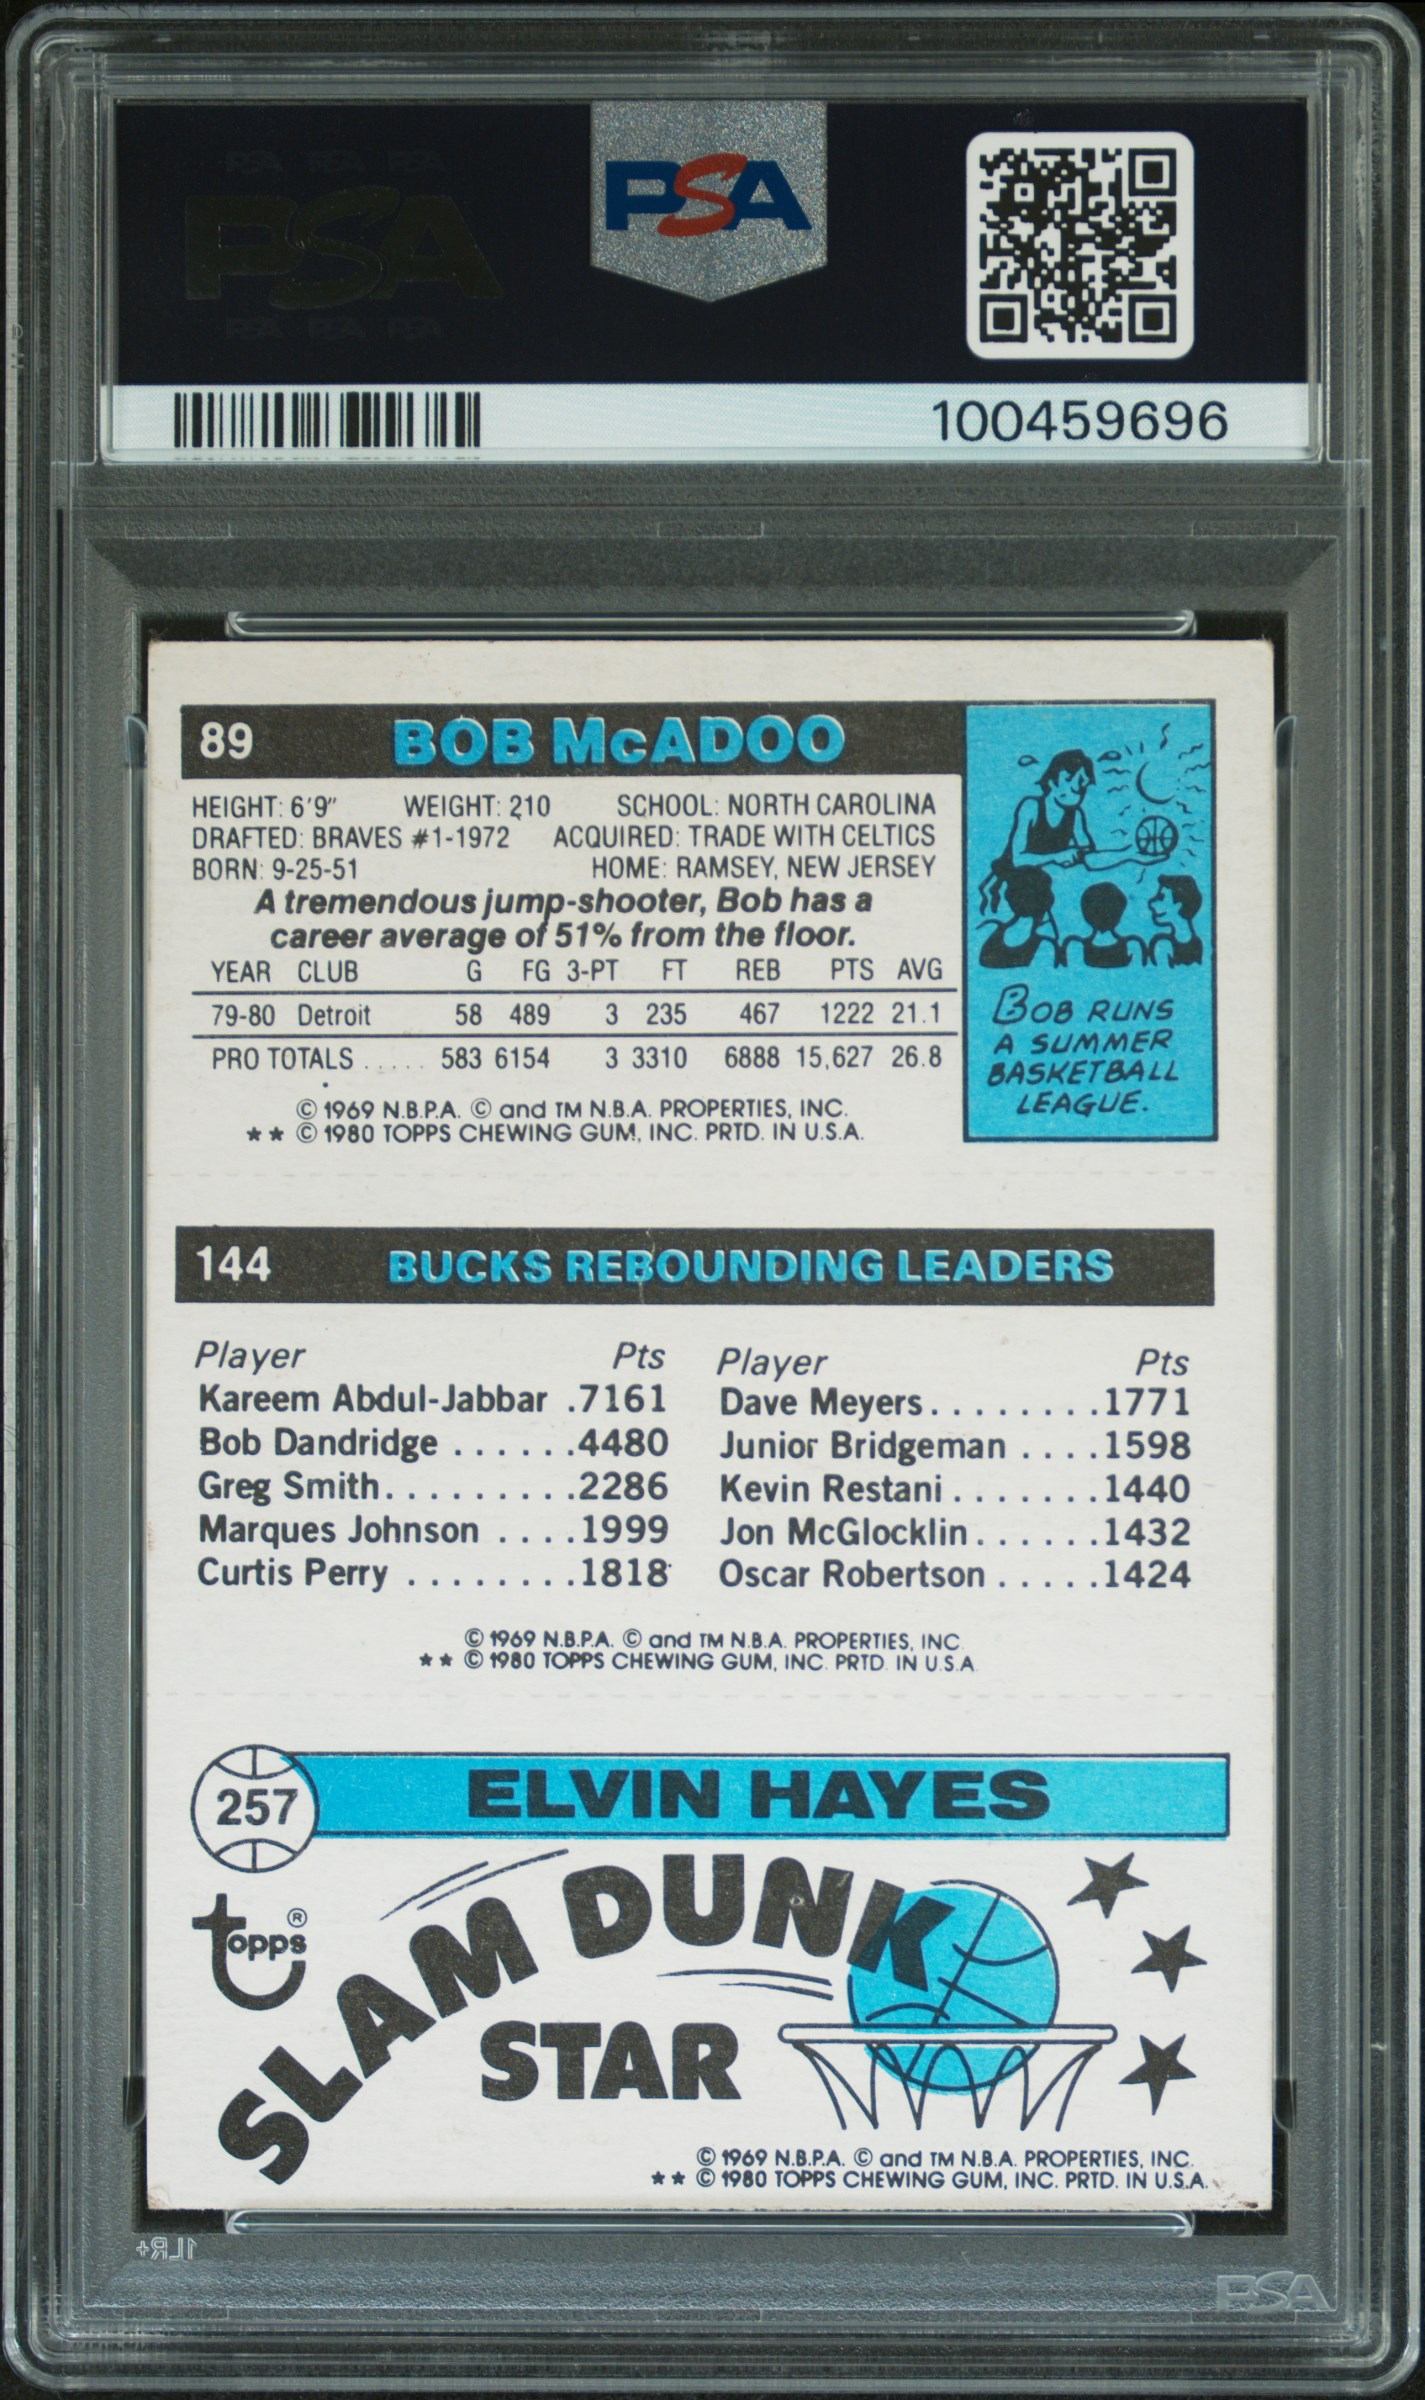 PSA PSA PSA
PSA
PSA PSA PSA
PSA
100459696
89 BOB McADOO
HEIGHT: 6'9" WEIGHT: 210 SCHOOL: NORTH CAROLINA
DRAFTED: BRAVES #1-1972 ACQUIRED: TRADE WITH CELTICS
BORN: 9-25-51 HOME: RAMSEY, NEW JERSEY
A tremendous jump-shooter, Bob has a
career average of 51% from the floor.
YEAR CLUB G FG 3-PT FT REB PTS AVG
79-80 Detroit 58 489 3 235 467 1222 21.1
PRO TOTALS ..... 583 6154 3 3310 6888 15,627 26.8
© 1969 N.B.P.A. © and TM N.B.A. PROPERTIES, INC.
★★ © 1980 TOPPS CHEWING GUM, INC. PRTD. IN U.S.A.
BOB RUNS
A SUMMER
BASKETBALL
LEAGUE.
144 BUCKS REBOUNDING LEADERS
Player Pts Player Pts
Kareem Abdul-Jabbar .7161 Dave Meyers........1771
Bob Dandridge ......4480 Junior Bridgeman ....1598
Greg Smith.........2286 Kevin Restani.......1440
Marques Johnson ....1999 Jon McGlocklin......1432
Curtis Perry ........1818 Oscar Robertson.....1424
© 1969 N.B.P.A. © and TM N.B.A. PROPERTIES, INC.
★★ © 1980 TOPPS CHEWING GUM, INC. PRTD. IN U.S.A.
257 ELVIN HAYES
topps®
SLAM DUNK
STAR
© 1969 N.B.P.A. © and TM N.B.A. PROPERTIES, INC.
★★ © 1980 TOPPS CHEWING GUM, INC. PRTD. IN U.S.A.
1LR+
PSA